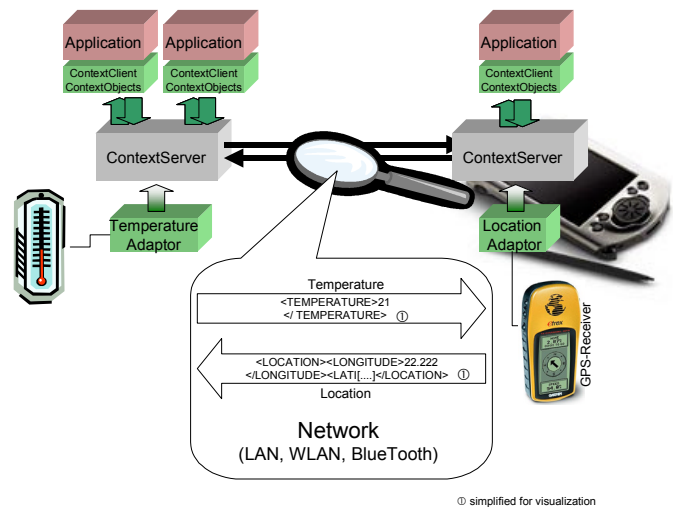 Application
Application
Application
ContextClient
ContextObjects
ContextClient
ContextObjects
ContextClient
ContextObjects
ContextServer
ContextServer
Temperature
Adaptor
Location
Adaptor
Temperature
<TEMPERATURE>21
</ TEMPERATURE> ①
<LOCATION><LONGITUDE>22.222
</LONGITUDE><LATI[....]</LOCATION> ①
Location
Network
(LAN, WLAN, BlueTooth)
eTrex
GPS-Receiver
① simplified for visualization